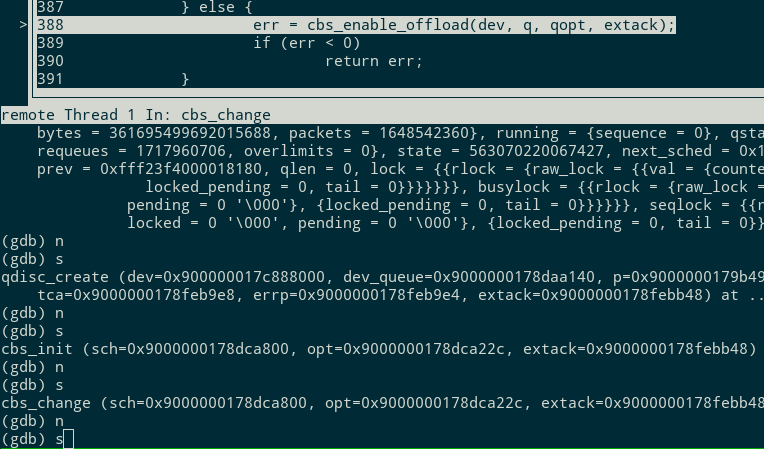 387 } else {
> 388 err = cbs_enable_offload(dev, q, qopt, extack);
389 if (err < 0)
390 return err;
391 }
remote Thread 1 In: cbs_change
bytes = 361695499692015688, packets = 1648542360}, running = {sequence = 0}, qsta
requeues = 1717960706, overlimits = 0}, state = 563070220067427, next_sched = 0x1
prev = 0xfff23f4000018180, qlen = 0, lock = {{rlock = {raw_lock = {{val = {counte
locked_pending = 0, tail = 0}}}}}}}, busylock = {{rlock = {raw_lock =
pending = 0 '\000'}, {locked_pending = 0, tail = 0}}}}}}, seqlock = {{r
locked = 0 '\000', pending = 0 '\000'}, {locked_pending = 0, tail = 0}}
(gdb) n
(gdb) s
qdisc_create (dev=0x900000017c888000, dev_queue=0x9000000178daa140, p=0x9000000179b49
tca=0x9000000178feb9e8, errp=0x9000000178feb9e4, extack=0x9000000178febb48) at ..
(gdb) n
(gdb) s
cbs_init (sch=0x9000000178dca800, opt=0x9000000178dca22c, extack=0x9000000178febb48)
(gdb) n
(gdb) s
cbs_change (sch=0x9000000178dca800, opt=0x9000000178dca22c, extack=0x9000000178febb48
(gdb) n
(gdb) s